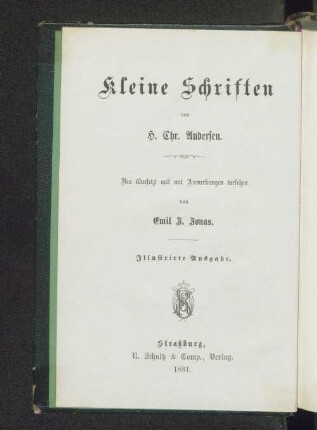 Kleine Schriften
von
H. Chr. Andersen.
Neu übersetzt und mit Anmerkungen versehen
von
Emil J. Jonas.
Illustrirte Ausgabe.
Straßburg,
R. Schultz & Comp., Verlag.
1881.